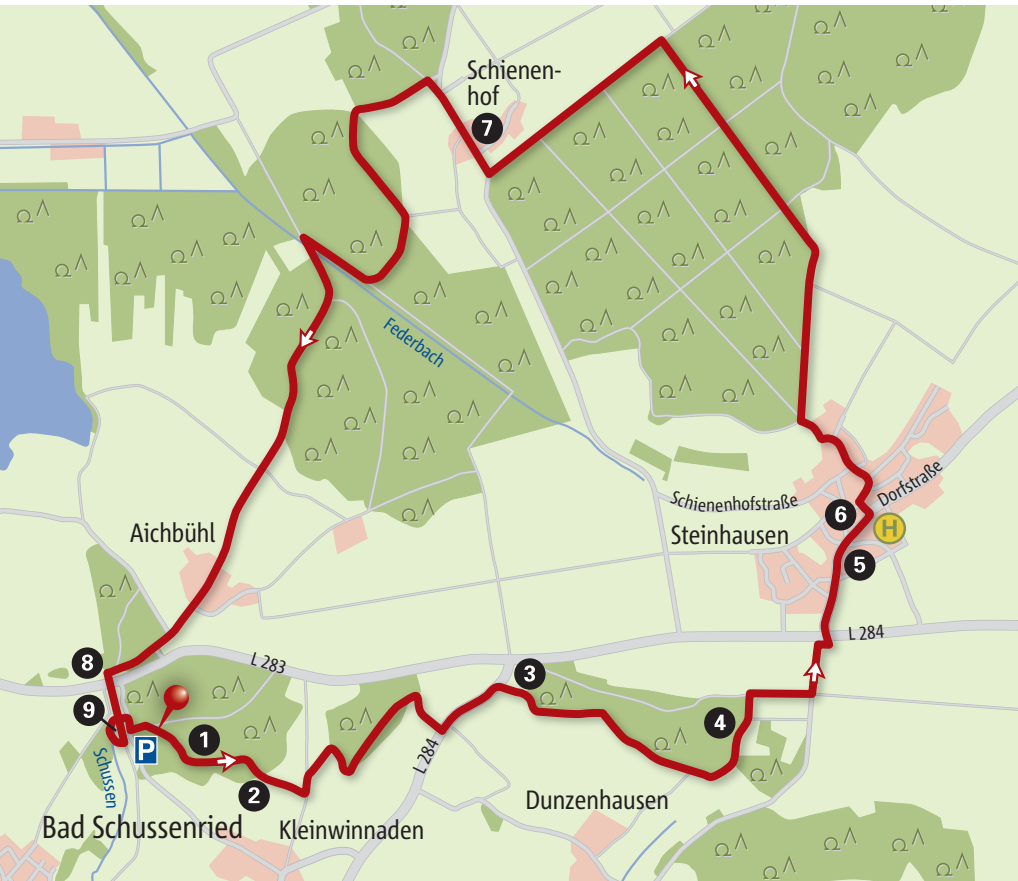 Schienen-
hof
7
Federbach
Schienenhofstraße
Dorfstraße
6
H
Steinhausen
5
Aichbühl
L 284
8
L 283
3
9
4
1
P
Schussen
L 284
2
Dunzenhausen
Bad Schussenried
Kleinwinnaden